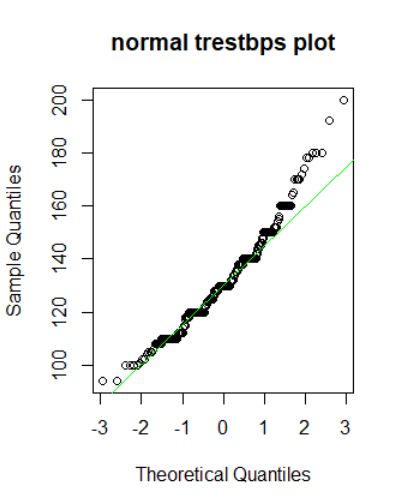 normal trestbps plot
Sample Quantiles
200
180
160
140
120
100
-3 -2 -1 0 1 2 3
Theoretical Quantiles